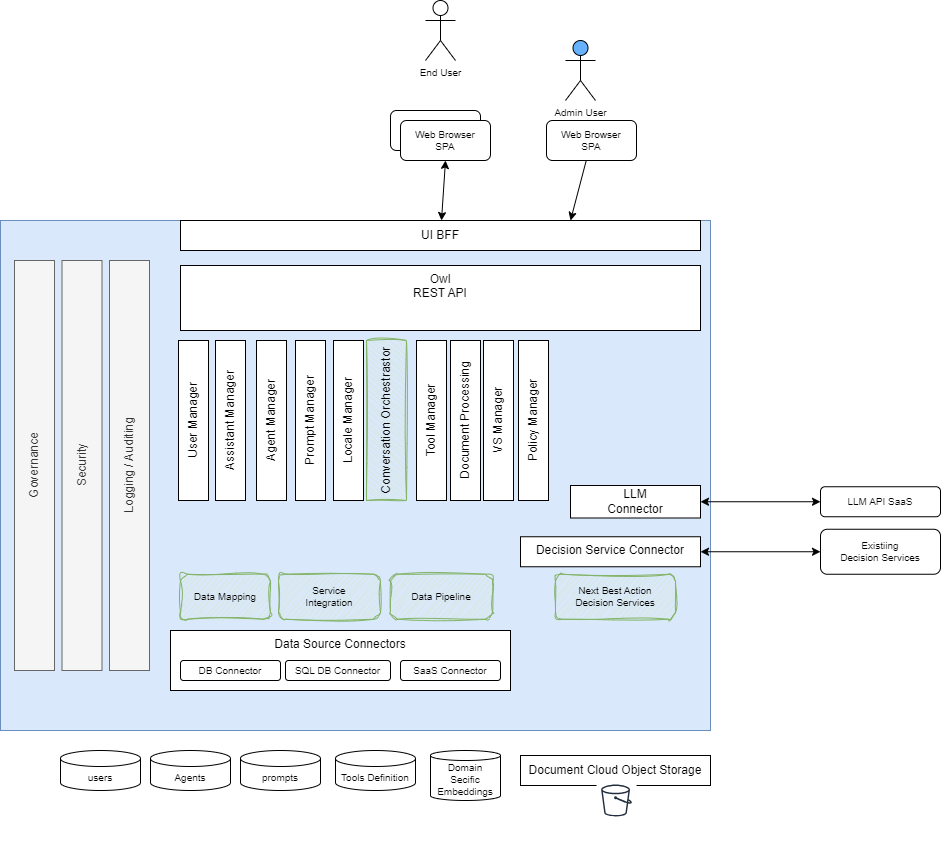 End User
Admin User
Web Browser
SPA
Web Browser
SPA
UI BFF
Owl
REST API
Governance
Security
Logging / Auditing
User Manager
Assistant Manager
Agent Manager
Prompt Manager
Locale Manager
Conversation Orchestrastor
Tool Manager
Document Processing
VS Manager
Policy Manager
LLM
Connector
LLM API SaaS
Decision Service Connector
Existiing
Decision Services
Data Mapping
Service
Integration
Data Pipeline
Next Best Action
Decision Services
Data Source Connectors
DB Connector
SQL DB Connector
SaaS Connector
users
Agents
prompts
Tools Definition
Domain
Secific
Embeddings
Document Cloud Object Storage